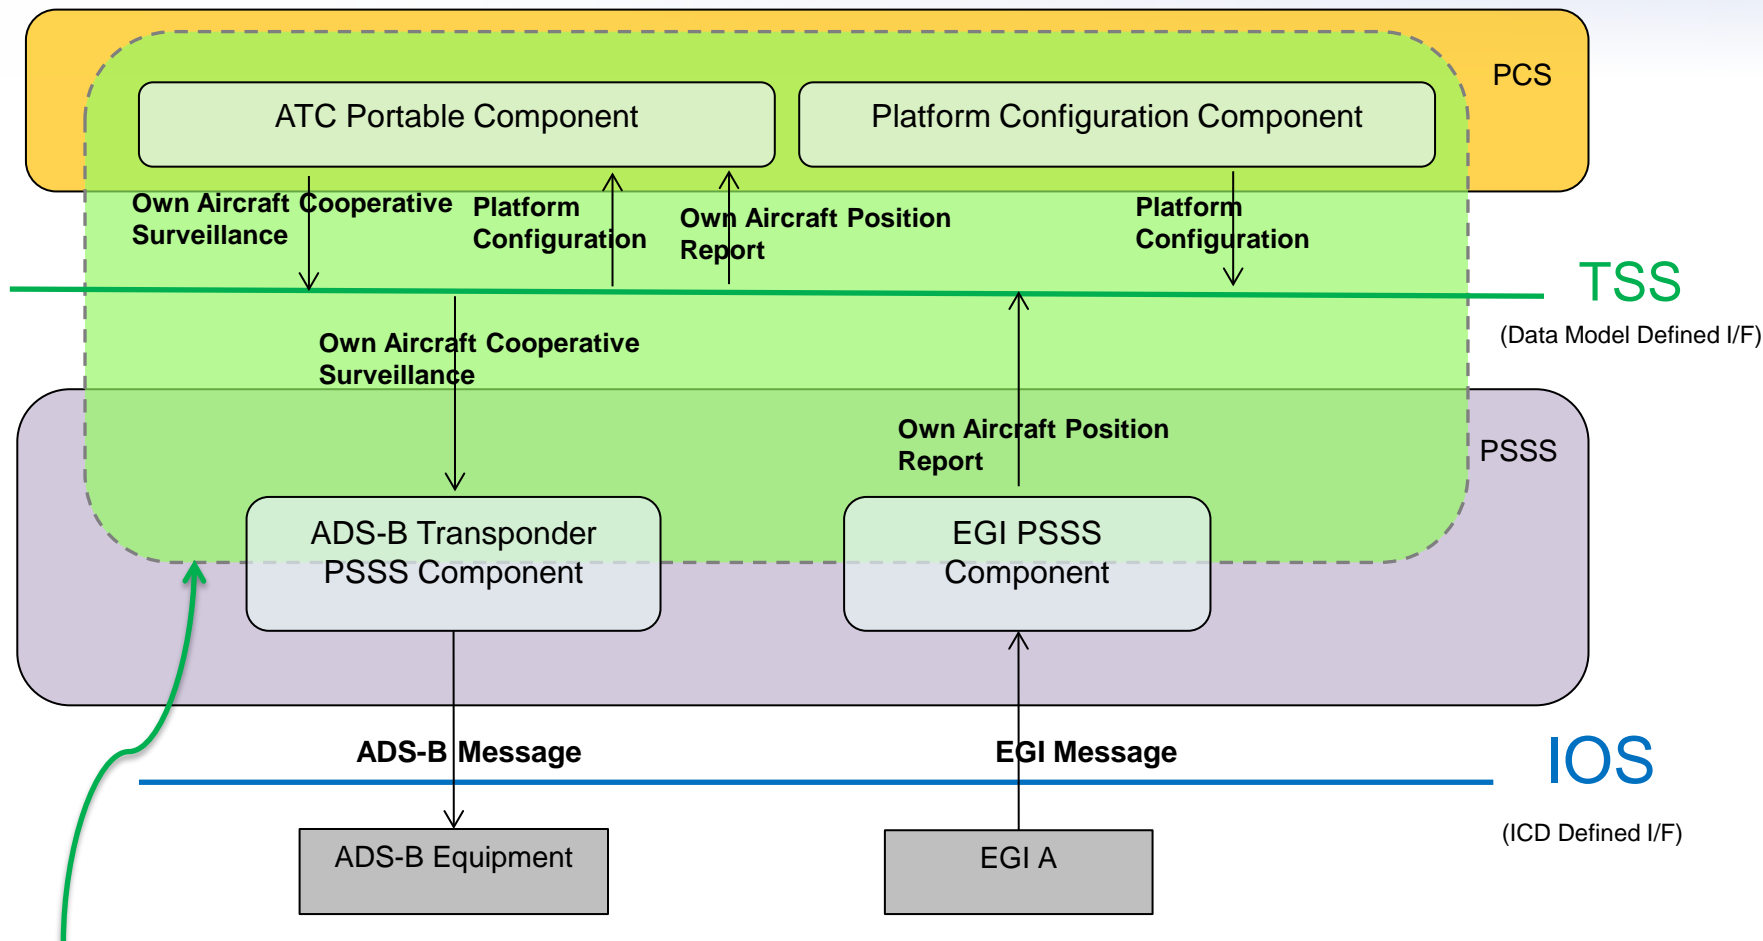 PCS
ATC Portable Component
Platform Configuration Component
Own Aircraft Cooperative
Surveillance
Platform
Configuration
Own Aircraft Position
Report
Platform
Configuration
TSS
(Data Model Defined I/F)
Own Aircraft Cooperative
Surveillance
Own Aircraft Position
Report
PSSS
ADS-B Transponder
PSSS Component
EGI PSSS
Component
ADS-B Message
EGI Message
IOS
(ICD Defined I/F)
ADS-B Equipment
EGI A